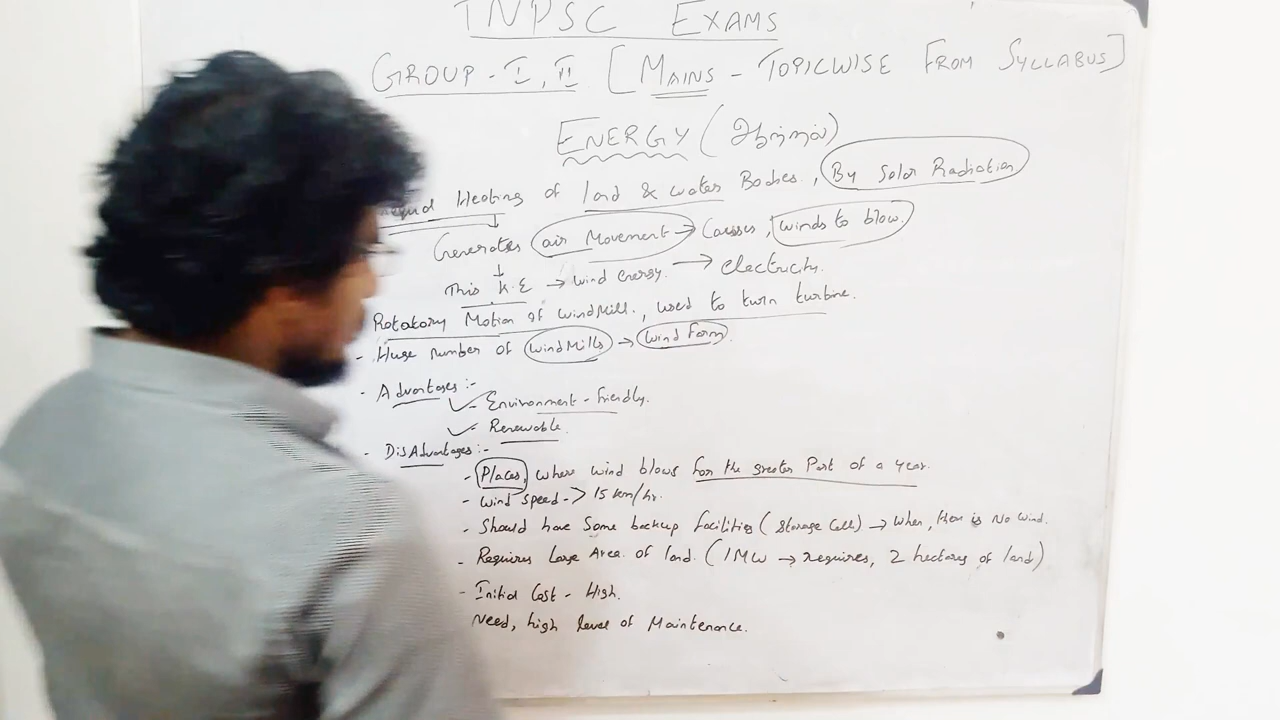 TNPSC EXAMS
GROUP - I, II [MAINS - TOPICWISE FROM SYLLABUS]
ENERGY (ஆற்றல்)
Heating of land & water Bodies, By Solar Radiation
↓
Generates air Movement → Causes, winds to blow.
↓
This K.E → wind energy. → electricity.
Rotatory Motion of windMill, used to turn turbine.
- Huge number of windMills → wind farm.
- Advantages :-
✓ - Environment - friendly.
✓ - Renewable.
- DisAdvantages :-
- Places, where wind blows for the greater Part of a year.
- wind speed -> 15 km/hr.
- Should have Some backup facilities (Storage Cell) → when, there is No wind.
- Requires Large Area of land. (1MW → requires, 2 hectares of land)
- Initial Cost - High.
Need, high level of Maintenance.